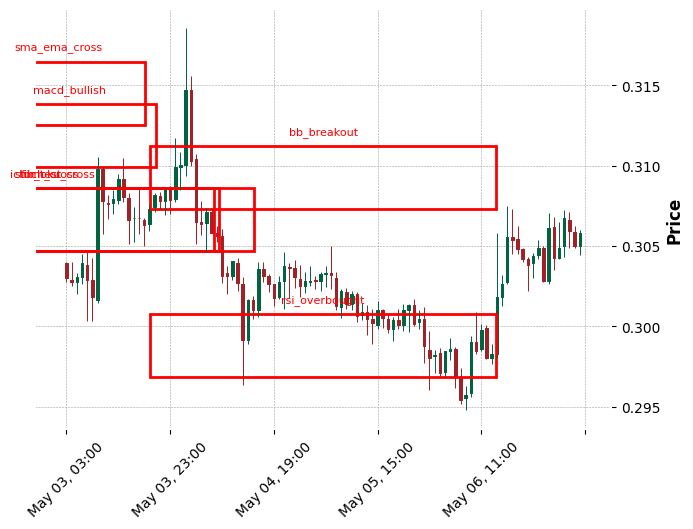 sma_ema_cross
macd_bullish
bb_breakout
rsi_overbought
0.315
0.310
0.305
0.300
0.295
Price
May 03, 03:00
May 03, 23:00
May 04, 19:00
May 05, 15:00
May 06, 11:00